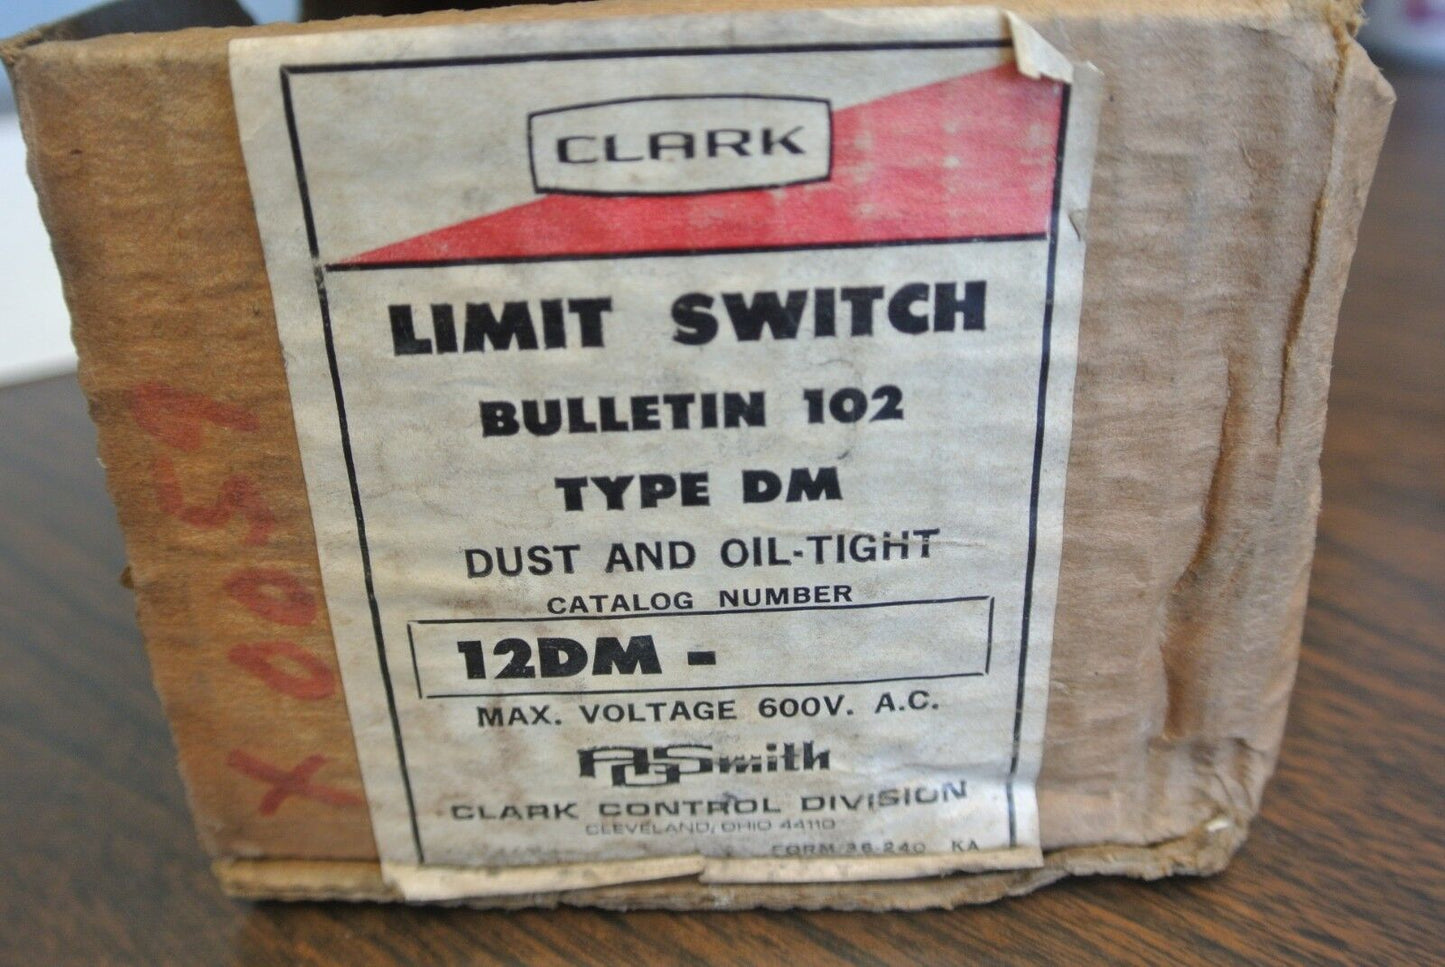 CLARK
LIMIT SWITCH
BULLETIN 102
TYPE DM
DUST AND OIL-TIGHT
CATALOG NUMBER
12DM -
MAX. VOLTAGE 600V. A.C.
AOSmith
CLARK CONTROL DIVISION
CLEVELAND, OHIO 44110
FORM 36-240 KA
X0059